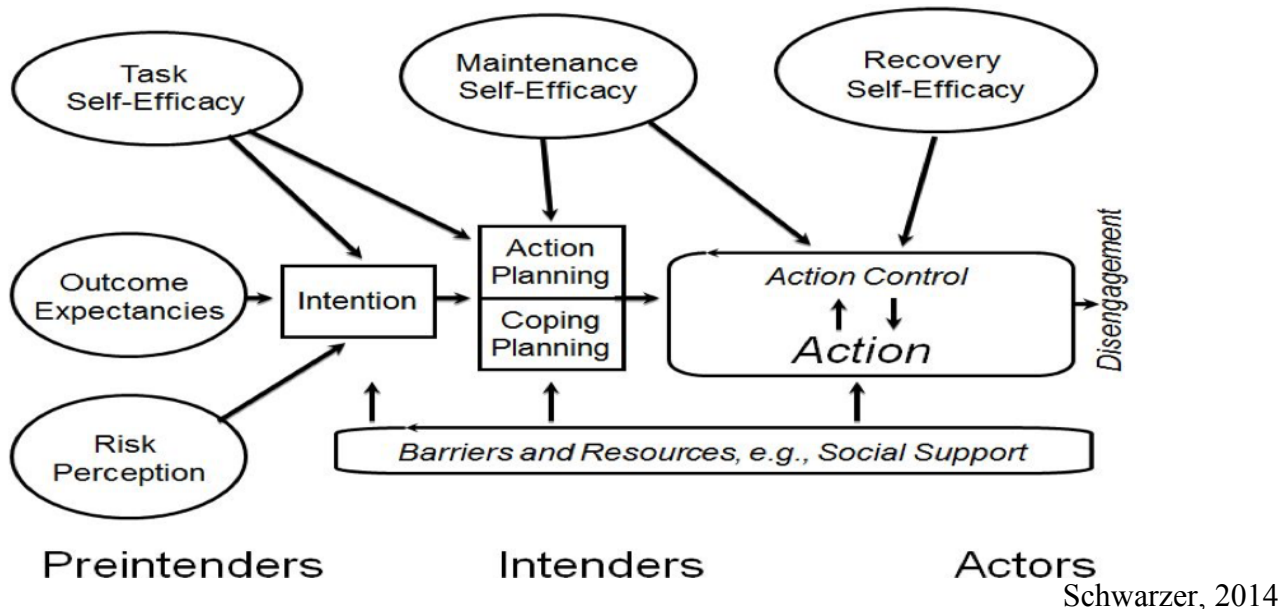 Task
Self-Efficacy
Maintenance
Self-Efficacy
Recovery
Self-Efficacy
Outcome
Expectancies
Intention
Action
Planning
Coping
Planning
Action Control
Action
Disengagement
Risk
Perception
Barriers and Resources, e.g., Social Support
Preintenders
Intenders
Actors
Schwarzer, 2014